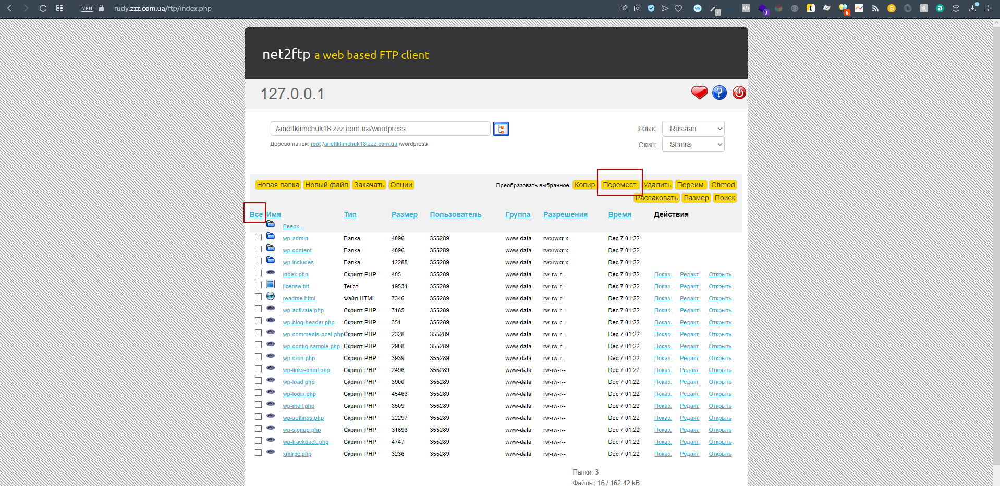 VPN rudy.zzz.com.ua/ftp/index.php
7 6
net2ftp a web based FTP client
127.0.0.1
/anettklimchuk18.zzz.com.ua/wordpress
Язык: Russian
Дерево папок: root /anettklimchuk18.zzz.com.ua /wordpress
Скин: Shinra
Новая папка Новый файл Закачать Опции Преобразовать выбранное: Копир. Перемест. Удалить Переим. Chmod
Распаковать Размер Поиск
Все Имя Тип Размер Пользователь Группа Разрешения Время Действия
Вверх ..
wp-admin Папка 4096 355289 www-data rwxrwxr-x Dec 7 01:22
wp-content Папка 4096 355289 www-data rwxrwxr-x Dec 7 01:22
wp-includes Папка 12288 355289 www-data rwxrwxr-x Dec 7 01:22
php index.php Скрипт PHP 405 355289 www-data rw-rw-r-- Dec 7 01:22 Показ. Редакт. Открыть
license.txt Текст 19531 355289 www-data rw-rw-r-- Dec 7 01:22 Показ. Редакт. Открыть
readme.html Файл HTML 7346 355289 www-data rw-rw-r-- Dec 7 01:22 Показ. Редакт. Открыть
php wp-activate.php Скрипт PHP 7165 355289 www-data rw-rw-r-- Dec 7 01:22 Показ. Редакт. Открыть
php wp-blog-header.php Скрипт PHP 351 355289 www-data rw-rw-r-- Dec 7 01:22 Показ. Редакт. Открыть
php wp-comments-post.php Скрипт PHP 2328 355289 www-data rw-rw-r-- Dec 7 01:22 Показ. Редакт. Открыть
php wp-config-sample.php Скрипт PHP 2908 355289 www-data rw-rw-r-- Dec 7 01:22 Показ. Редакт. Открыть
php wp-cron.php Скрипт PHP 3939 355289 www-data rw-rw-r-- Dec 7 01:22 Показ. Редакт. Открыть
php wp-links-opml.php Скрипт PHP 2496 355289 www-data rw-rw-r-- Dec 7 01:22 Показ. Редакт. Открыть
php wp-load.php Скрипт PHP 3900 355289 www-data rw-rw-r-- Dec 7 01:22 Показ. Редакт. Открыть
php wp-login.php Скрипт PHP 45463 355289 www-data rw-rw-r-- Dec 7 01:22 Показ. Редакт. Открыть
php wp-mail.php Скрипт PHP 8509 355289 www-data rw-rw-r-- Dec 7 01:22 Показ. Редакт. Открыть
php wp-settings.php Скрипт PHP 22297 355289 www-data rw-rw-r-- Dec 7 01:22 Показ. Редакт. Открыть
php wp-signup.php Скрипт PHP 31693 355289 www-data rw-rw-r-- Dec 7 01:22 Показ. Редакт. Открыть
php wp-trackback.php Скрипт PHP 4747 355289 www-data rw-rw-r-- Dec 7 01:22 Показ. Редакт. Открыть
php xmlrpc.php Скрипт PHP 3236 355289 www-data rw-rw-r-- Dec 7 01:22 Показ. Редакт. Открыть
Папки: 3
Файлы: 16 / 162.42 kB